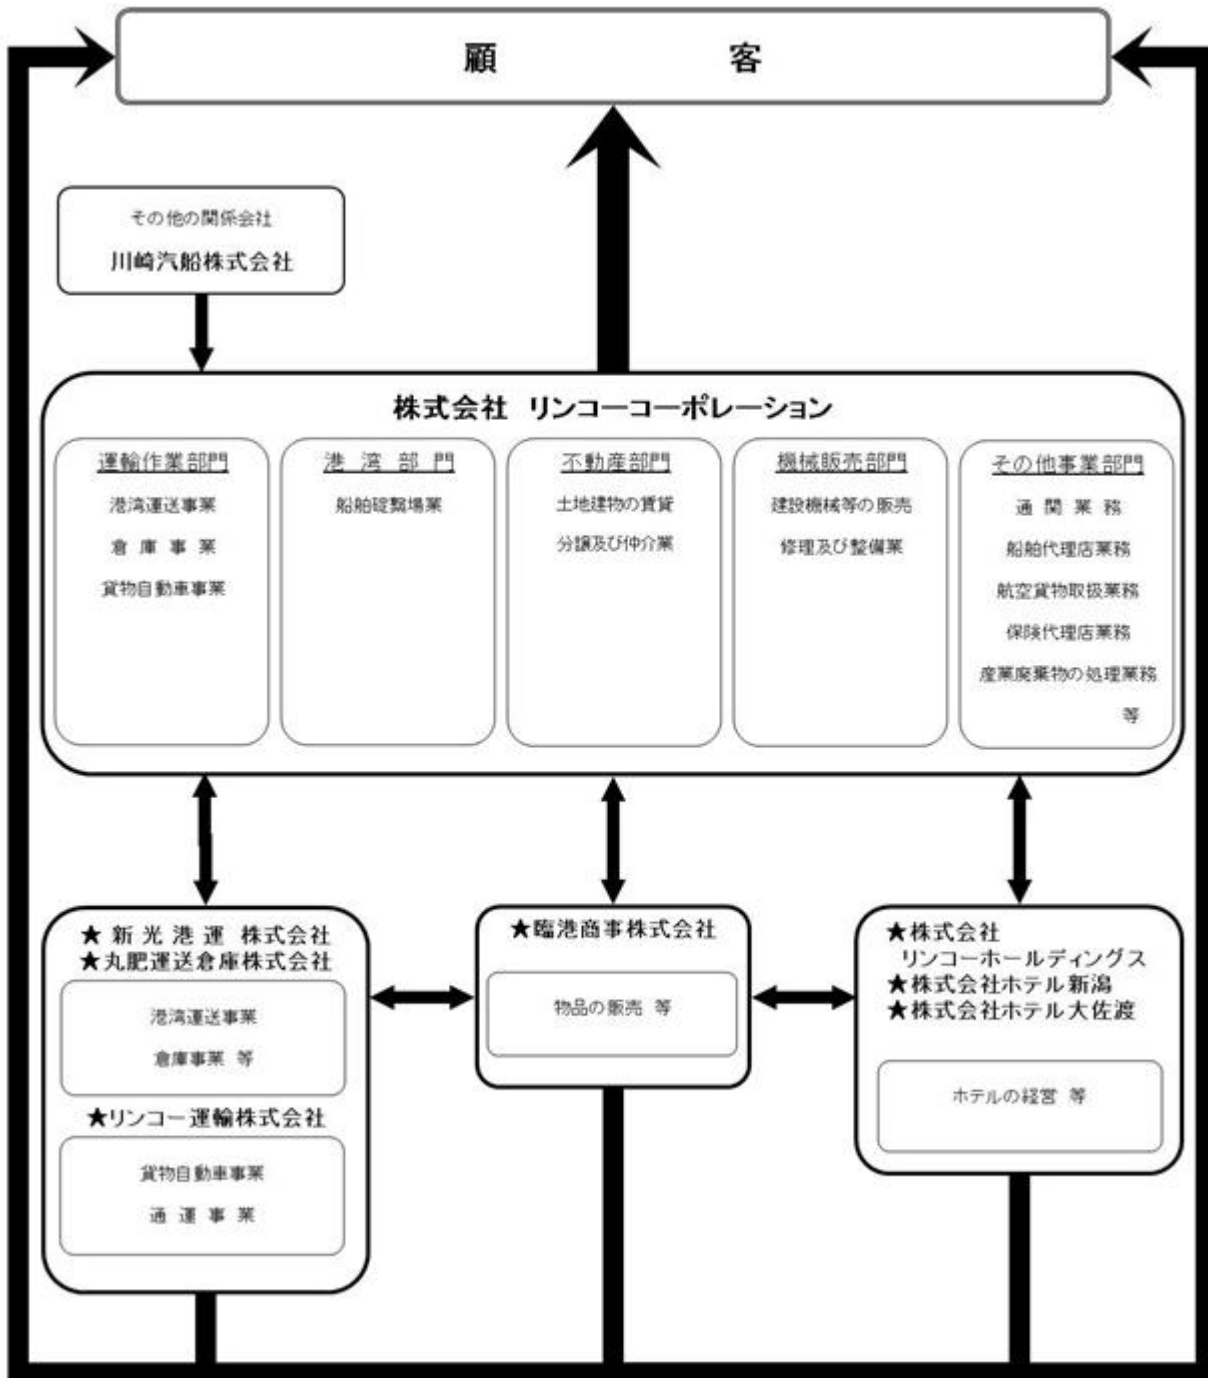 顧 客
その他の関係会社
川崎汽船株式会社
株式会社 リンコーコーポレーション
運輸作業部門
港湾運送事業
倉 庫 事 業
貨物自動車事業
港 湾 部 門
船舶碇繋場業
不動産部門
土地建物の賃貸
分譲及び仲介業
機械販売部門
建設機械等の販売
修理及び整備業
その他事業部門
通 関 業 務
船舶代理店業務
航空貨物取扱業務
保険代理店業務
産業廃棄物の処理業務
等
★ 新 光 港 運 株式会社
★丸肥運送倉庫株式会社
港湾運送事業
倉庫事業 等
★リンコー運輸株式会社
貨物自動車事業
通 運 事 業
★臨港商事株式会社
物品の販売 等
★株式会社
リンコーホールディングス
★株式会社ホテル新潟
★株式会社ホテル大佐渡
ホテルの経営 等